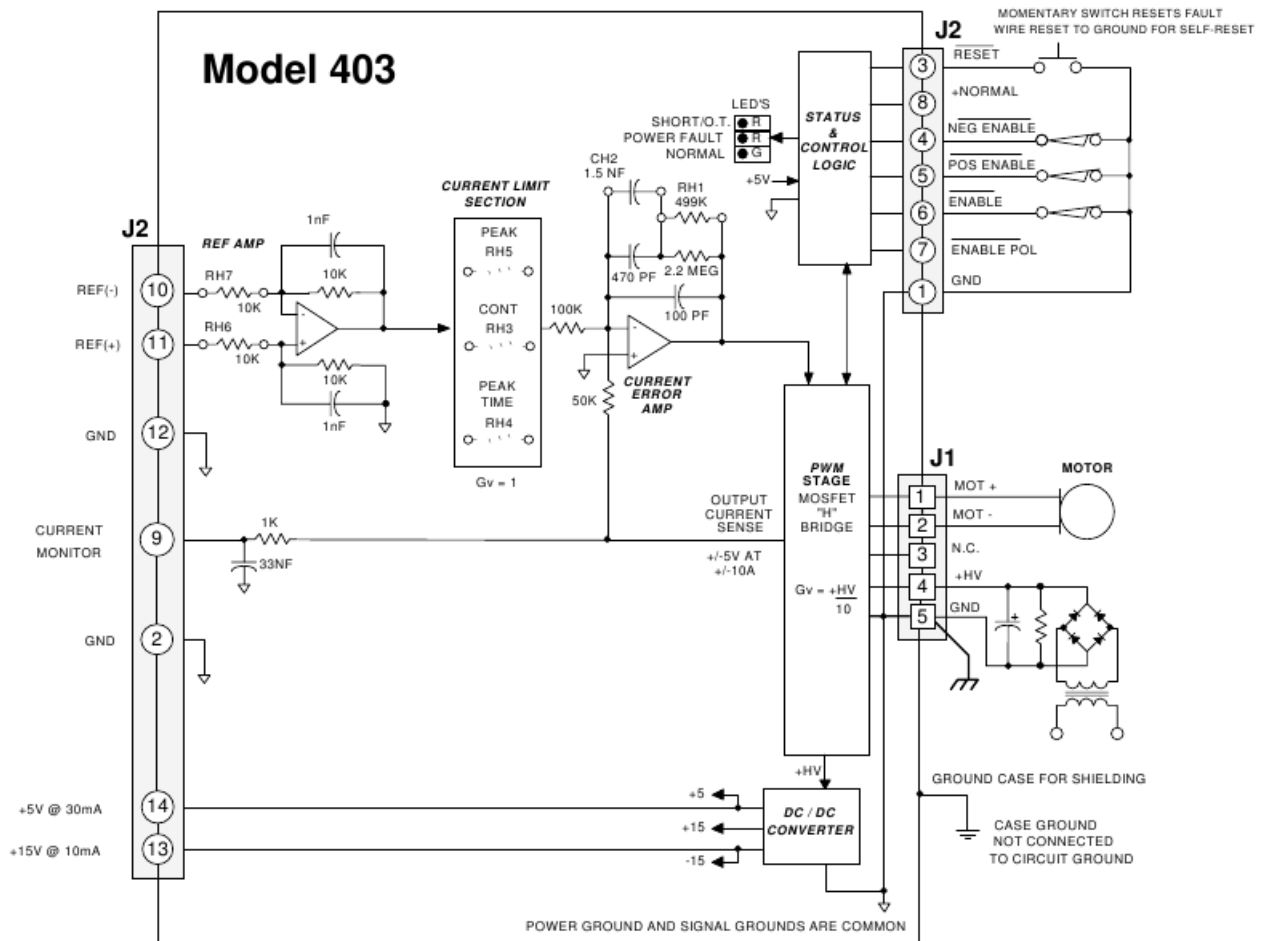 MOMENTARY SWITCH RESETS FAULT
WIRE RESET TO GROUND FOR SELF-RESET
Model 403
J2
3
RESET
8
+NORMAL
4
NEG ENABLE
5
POS ENABLE
6
ENABLE
7
ENABLE POL
1
GND
STATUS
&
CONTROL
LOGIC
+5V
LED'S
SHORT/O.T.
R
POWER FAULT
R
NORMAL
G
CH2
1.5 NF
RH1
499K
470 PF
2.2 MEG
100 PF
CURRENT LIMIT
SECTION
PEAK
RH5
CONT
RH3
PEAK
TIME
RH4
Gv = 1
100K
-
+
CURRENT
ERROR
AMP
50K
J2
REF AMP
1nF
REF(-)
10
RH7
10K
10K
-
+
REF(+)
11
RH6
10K
10K
1nF
GND
12
CURRENT
MONITOR
9
1K
33NF
GND
2
OUTPUT
CURRENT
SENSE
+/-5V AT
+/-10A
PWM
STAGE
MOSFET
"H"
BRIDGE
Gv = +HV
10
J1
MOTOR
1
MOT +
2
MOT -
3
N.C.
4
+HV
5
GND
+
+HV
GROUND CASE FOR SHIELDING
CASE GROUND
NOT CONNECTED
TO CIRCUIT GROUND
+5V @ 30mA
14
+15V @ 10mA
13
+5
+15
-15
DC / DC
CONVERTER
POWER GROUND AND SIGNAL GROUNDS ARE COMMON